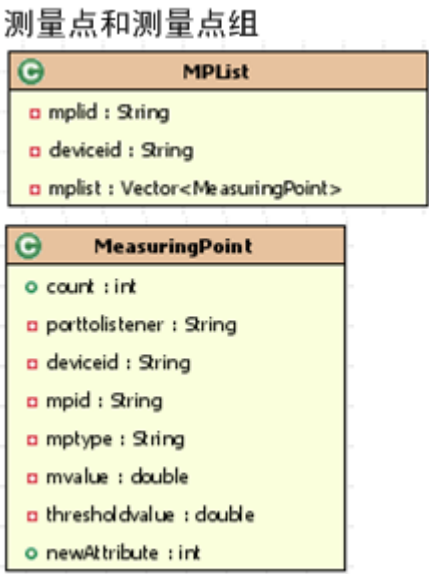 测量点和测量点组
MPList
mplid : String
deviceid : String
mplist : Vector<MeasuringPoint>
MeasuringPoint
count : int
porttolistener : String
deviceid : String
mpid : String
mptype : String
mvalue : double
thresholdvalue : double
newAttribute : int